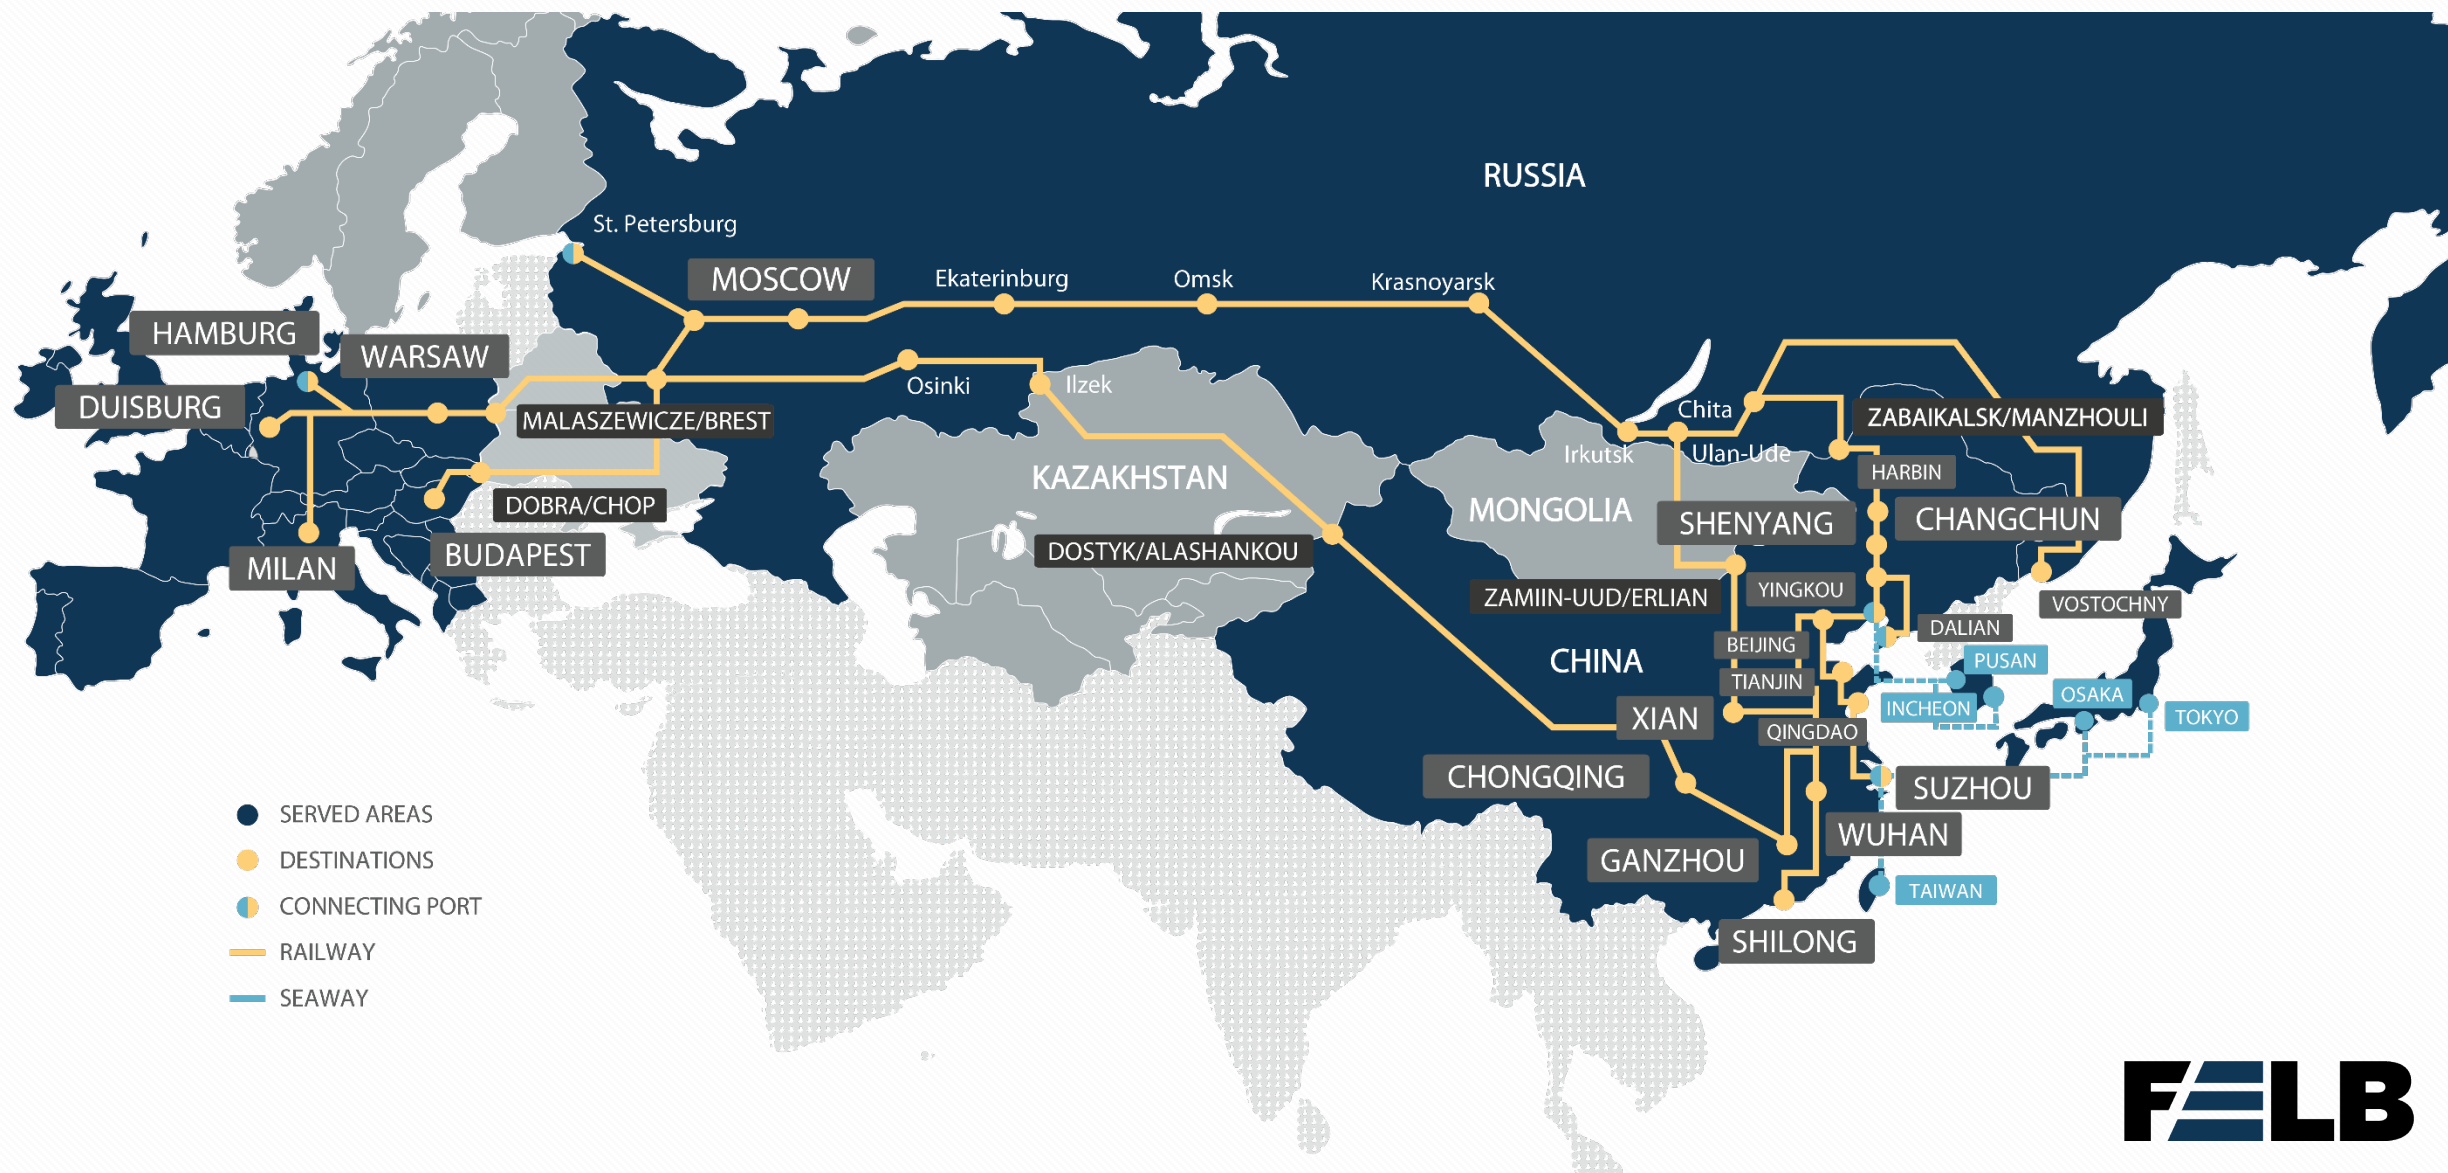 RUSSIA
St. Petersburg
MOSCOW
Ekaterinburg
Omsk
Krasnoyarsk
HAMBURG
WARSAW
DUISBURG
Osinki
Ilzek
MALASZEWICZE/BREST
Chita
ZABAIKALSK/MANZHOULI
Irkutsk
Ulan-Ude
HARBIN
KAZAKHSTAN
MONGOLIA
DOBRA/CHOP
SHENYANG
CHANGCHUN
BUDAPEST
MILAN
DOSTYK/ALASHANKOU
ZAMIIN-UUD/ERLIAN
YINGKOU
VOSTOCHNY
DALIAN
BEIJING
CHINA
PUSAN
TIANJIN
OSAKA
INCHEON
TOKYO
XIAN
QINGDAO
CHONGQING
SUZHOU
WUHAN
GANZHOU
TAIWAN
SHILONG
SERVED AREAS
DESTINATIONS
CONNECTING PORT
RAILWAY
SEAWAY
FELB